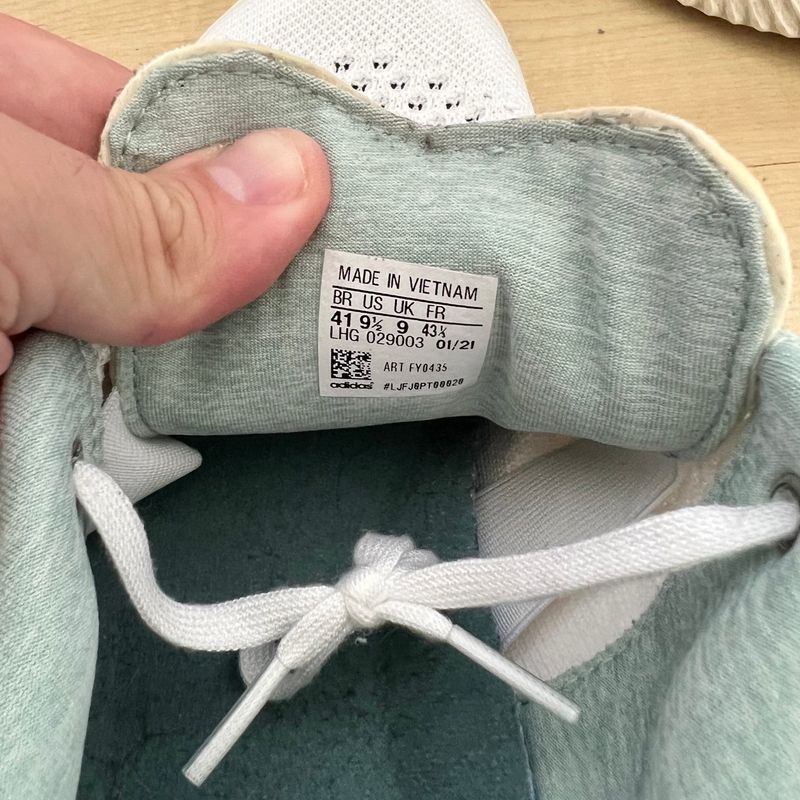 MADE IN VIETNAM
BR US UK FR
41 9½ 9 43⅓
LHG 029003 01/21
ART FY0435
adidas #LJFJ0PT00020